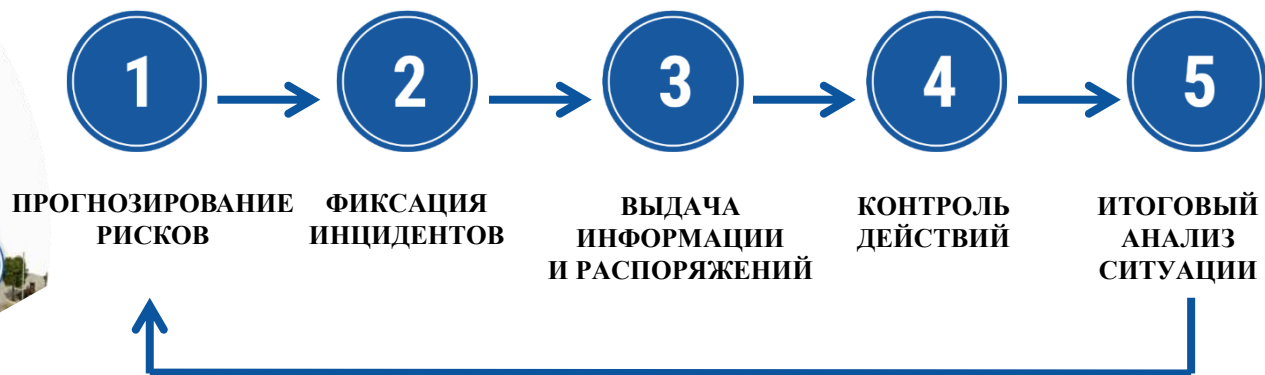 1
2
3
4
5
ПРОГНОЗИРОВАНИЕ
РИСКОВ
ФИКСАЦИЯ
ИНЦИДЕНТОВ
ВЫДАЧА
ИНФОРМАЦИИ
И РАСПОРЯЖЕНИЙ
КОНТРОЛЬ
ДЕЙСТВИЙ
ИТОГОВЫЙ
АНАЛИЗ
СИТУАЦИИ